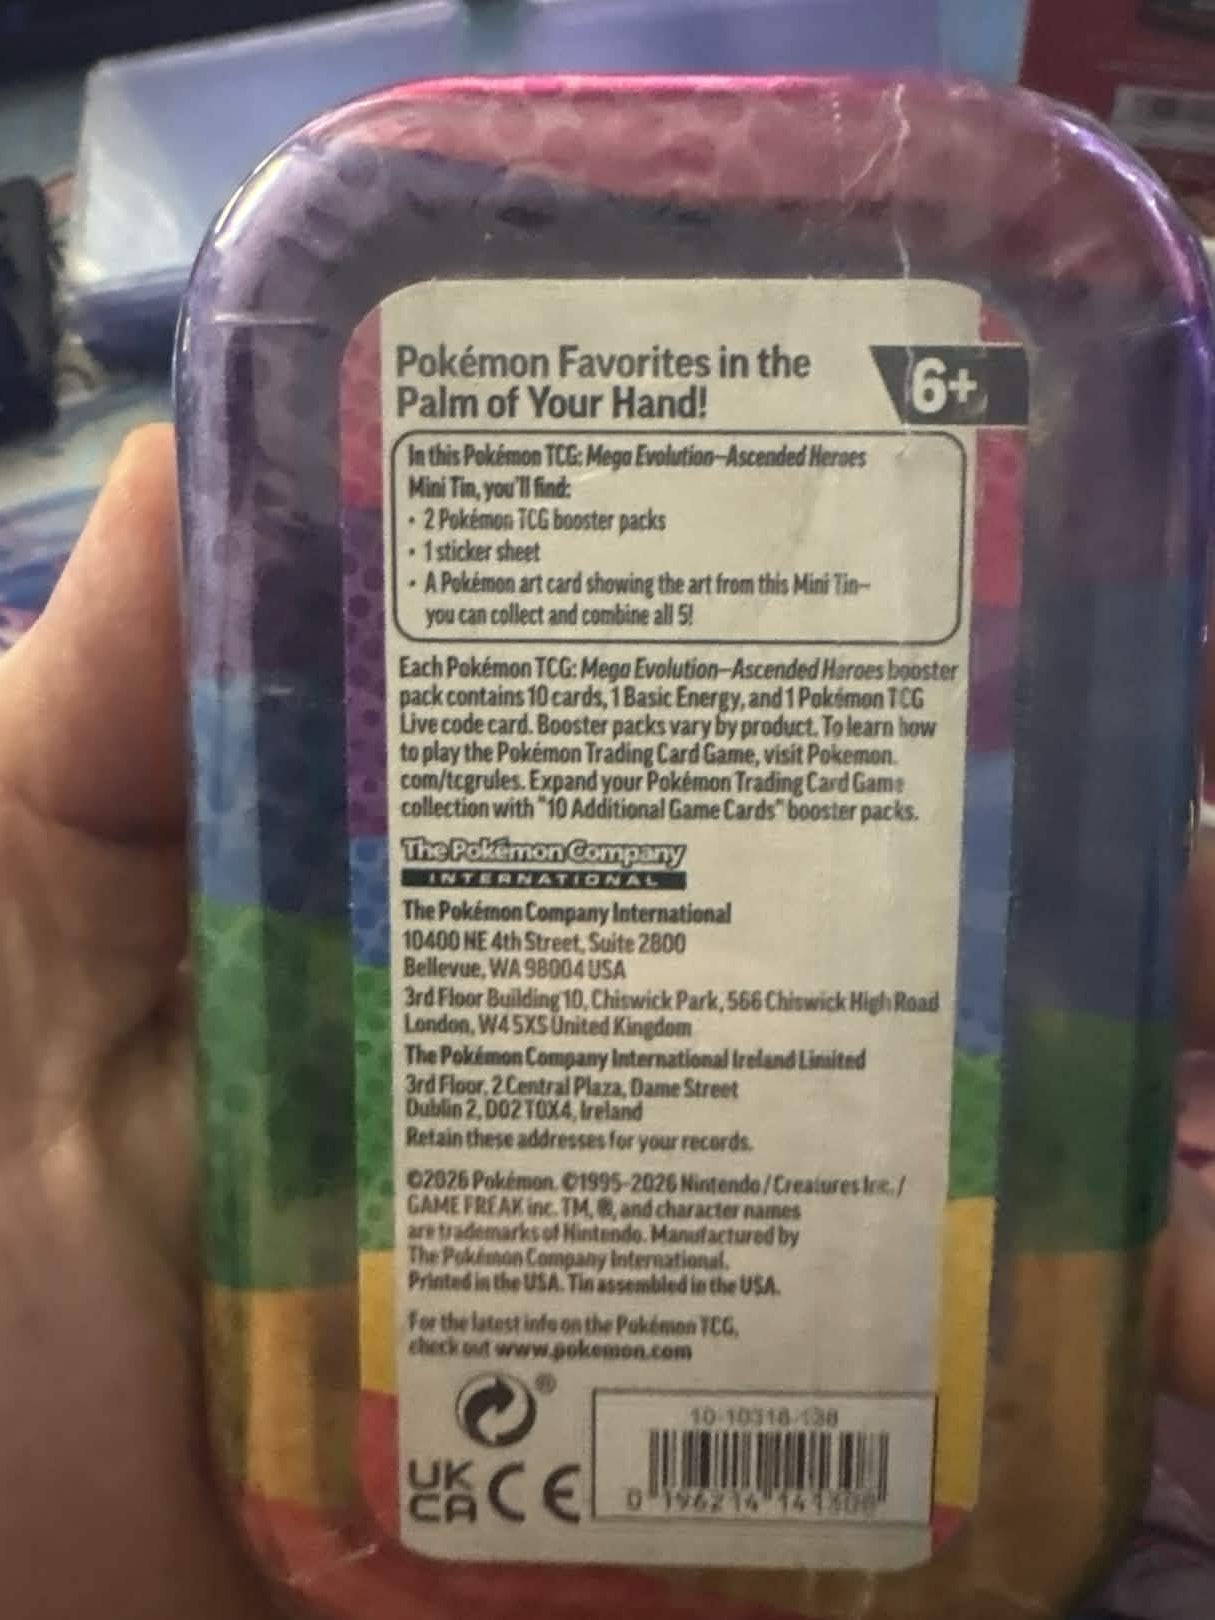 Pokémon Favorites in the
Palm of Your Hand!
6+
In this Pokémon TCG: Mega Evolution—Ascended Heroes
Mini Tin, you'll find:
• 2 Pokémon TCG booster packs
• 1 sticker sheet
• A Pokémon art card showing the art from this Mini Tin—
you can collect and combine all 5!
Each Pokémon TCG: Mega Evolution—Ascended Heroes booster
pack contains 10 cards, 1 Basic Energy, and 1 Pokémon TCG
Live code card. Booster packs vary by product. To learn how
to play the Pokémon Trading Card Game, visit Pokemon.
com/tcgrules. Expand your Pokémon Trading Card Game
collection with "10 Additional Game Cards" booster packs.
The Pokémon Company
INTERNATIONAL
The Pokémon Company International
10400 NE 4th Street, Suite 2800
Bellevue, WA 98004 USA
3rd Floor Building 10, Chiswick Park, 566 Chiswick High Road
London, W4 5XS United Kingdom
The Pokémon Company International Ireland Limited
3rd Floor, 2 Central Plaza, Dame Street
Dublin 2, D02 T0X4, Ireland
Retain these addresses for your records.
©2026 Pokémon. ©1995–2026 Nintendo / Creatures Inc. /
GAME FREAK inc. TM, ®, and character names
are trademarks of Nintendo. Manufactured by
The Pokémon Company International.
Printed in the USA. Tin assembled in the USA.
For the latest info on the Pokémon TCG,
check out www.pokemon.com
®
UK
CA CE
10-10318-138
0 196214